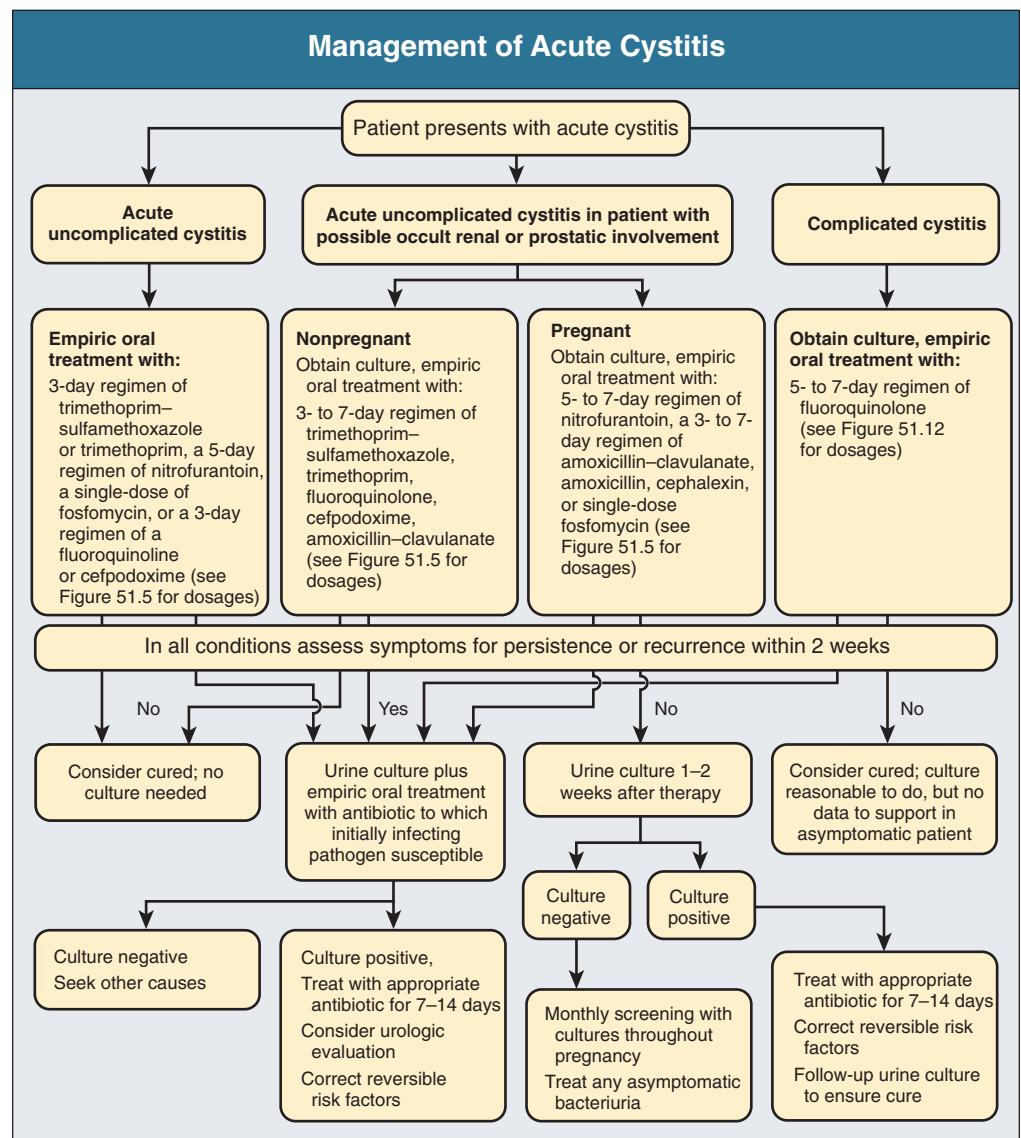 Management of Acute Cystitis
Patient presents with acute cystitis
Acute
uncomplicated cystitis
Acute uncomplicated cystitis in patient with
possible occult renal or prostatic involvement
Complicated cystitis
Empiric oral
treatment with:
3-day regimen of
trimethoprim–
sulfamethoxazole
or trimethoprim, a 5-day
regimen of nitrofurantoin,
a single-dose of
fosfomycin, or a 3-day
regimen of a
fluoroquinoline
or cefpodoxime (see
Figure 51.5 for dosages)
Nonpregnant
Obtain culture, empiric
oral treatment with:
3- to 7-day regimen of
trimethoprim–
sulfamethoxazole,
trimethoprim,
fluoroquinolone,
cefpodoxime,
amoxicillin–clavulanate
(see Figure 51.5 for
dosages)
Pregnant
Obtain culture, empiric
oral treatment with:
5- to 7-day regimen of
nitrofurantoin, a 3- to 7-
day regimen of
amoxicillin–clavulanate,
amoxicillin, cephalexin,
or single-dose
fosfomycin (see
Figure 51.5 for
dosages)
Obtain culture, empiric
oral treatment with:
5- to 7-day regimen of
fluoroquinolone
(see Figure 51.12
for dosages)
In all conditions assess symptoms for persistence or recurrence within 2 weeks
No
Yes
No
No
Consider cured; no
culture needed
Urine culture plus
empiric oral treatment
with antibiotic to which
initially infecting
pathogen susceptible
Urine culture 1–2
weeks after therapy
Consider cured; culture
reasonable to do, but no
data to support in
asymptomatic patient
Culture
negative
Culture
positive
Culture negative
Seek other causes
Culture positive,
Treat with appropriate
antibiotic for 7–14 days
Consider urologic
evaluation
Correct reversible
risk factors
Monthly screening with
cultures throughout
pregnancy
Treat any asymptomatic
bacteriuria
Treat with appropriate
antibiotic for 7–14 days
Correct reversible risk
factors
Follow-up urine culture
to ensure cure